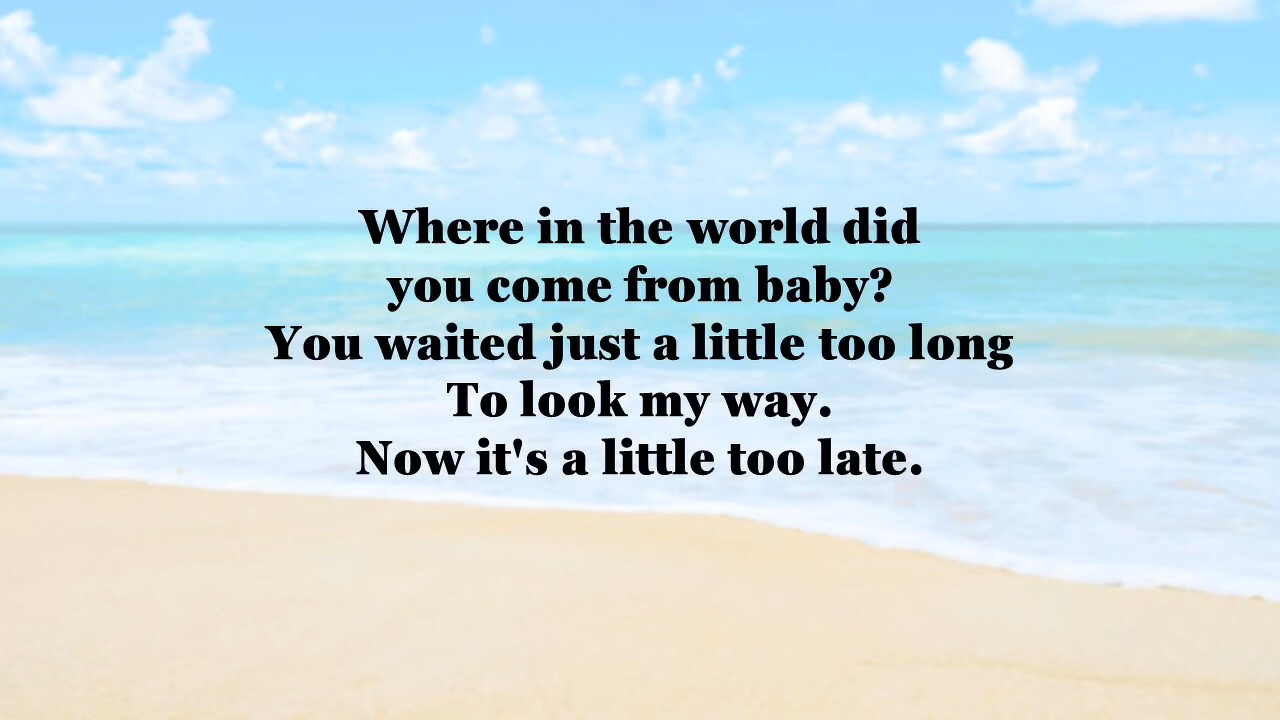 Where in the world did
you come from baby?
You waited just a little too long
To look my way.
Now it's a little too late.